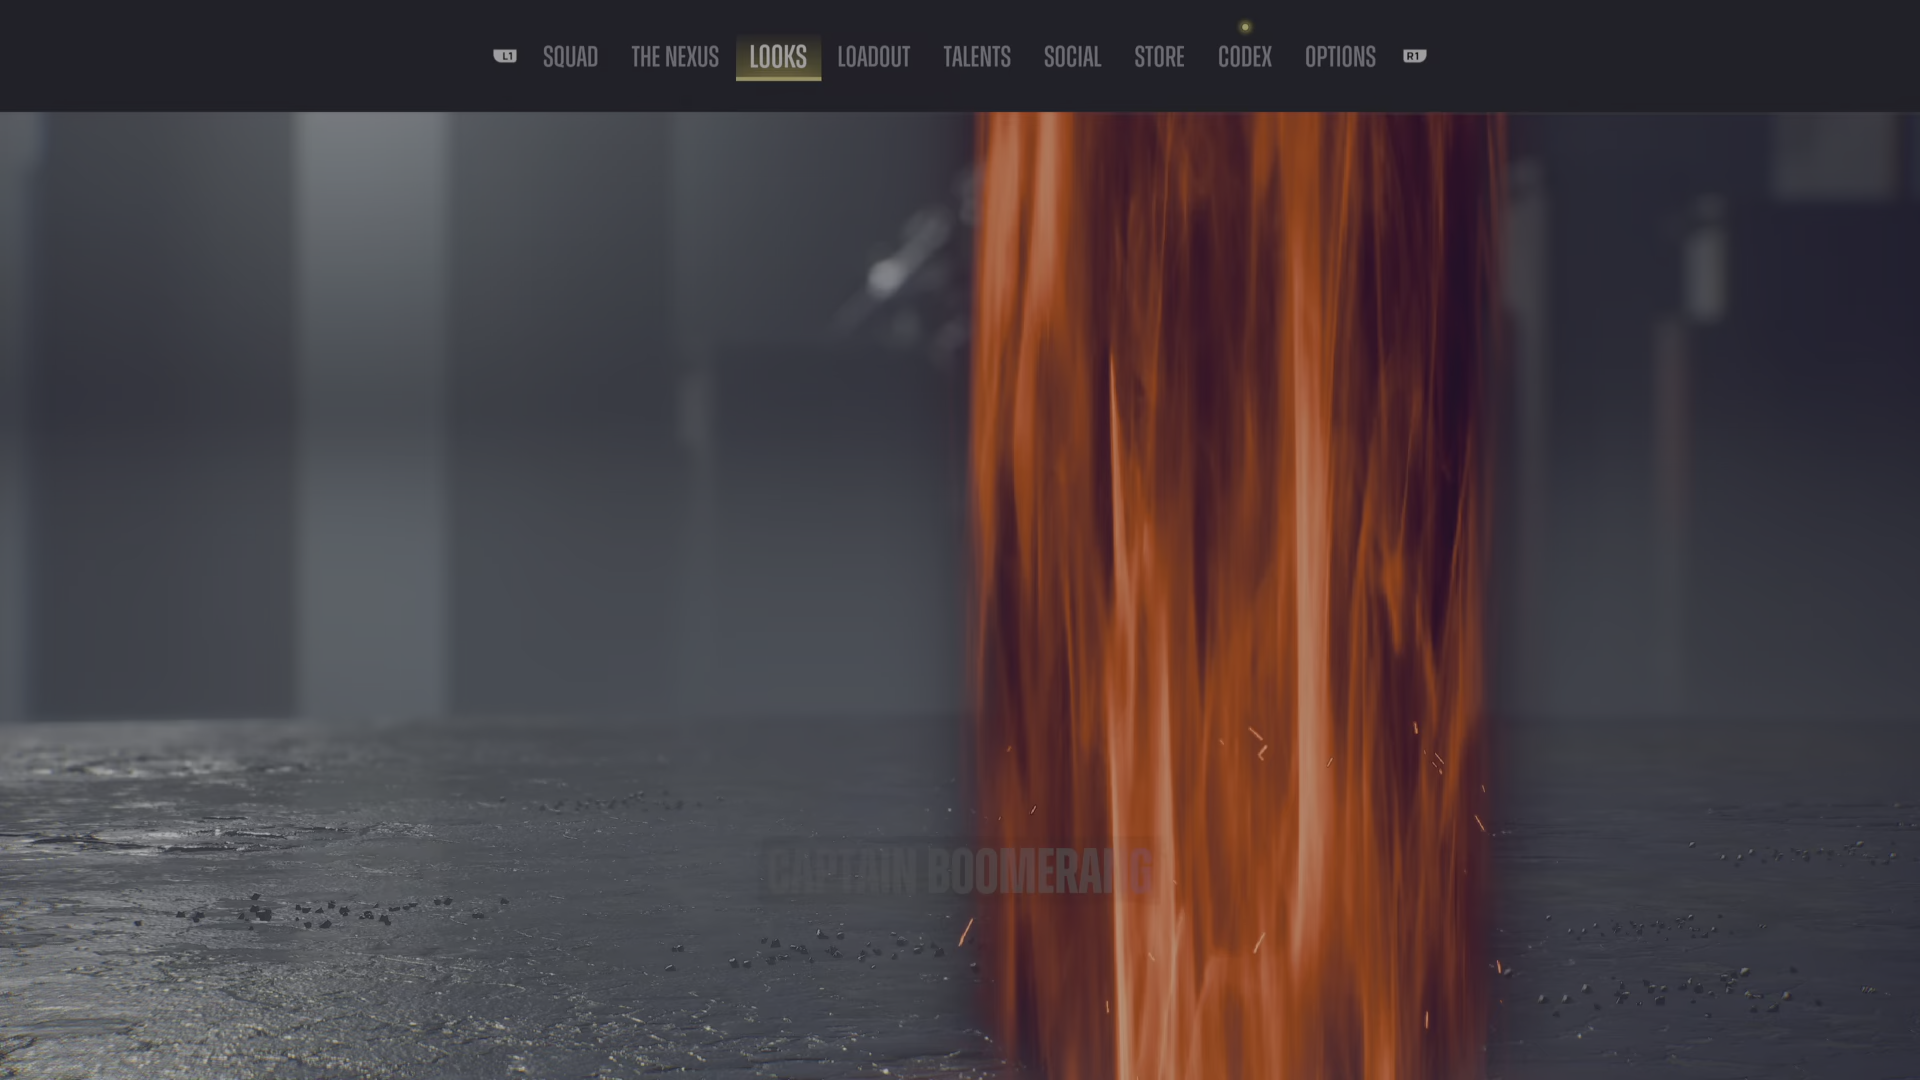 L1 SQUAD THE NEXUS LOOKS LOADOUT TALENTS SOCIAL STORE CODEX OPTIONS R1
CAPTAIN BOOMERANG